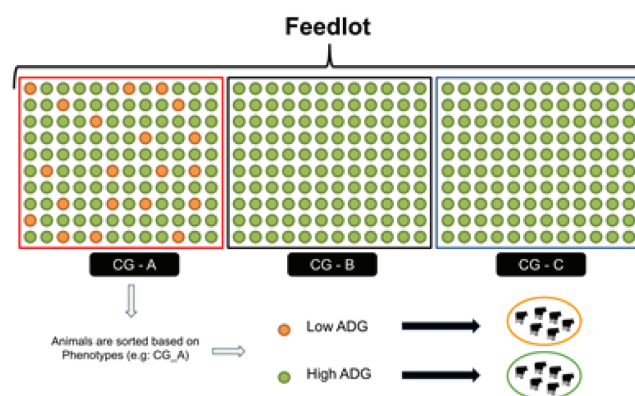 Feedlot
CG - A
CG - B
CG - C
Animals are sorted based on
Phenotypes (e.g: CG_A)
Low ADG
High ADG